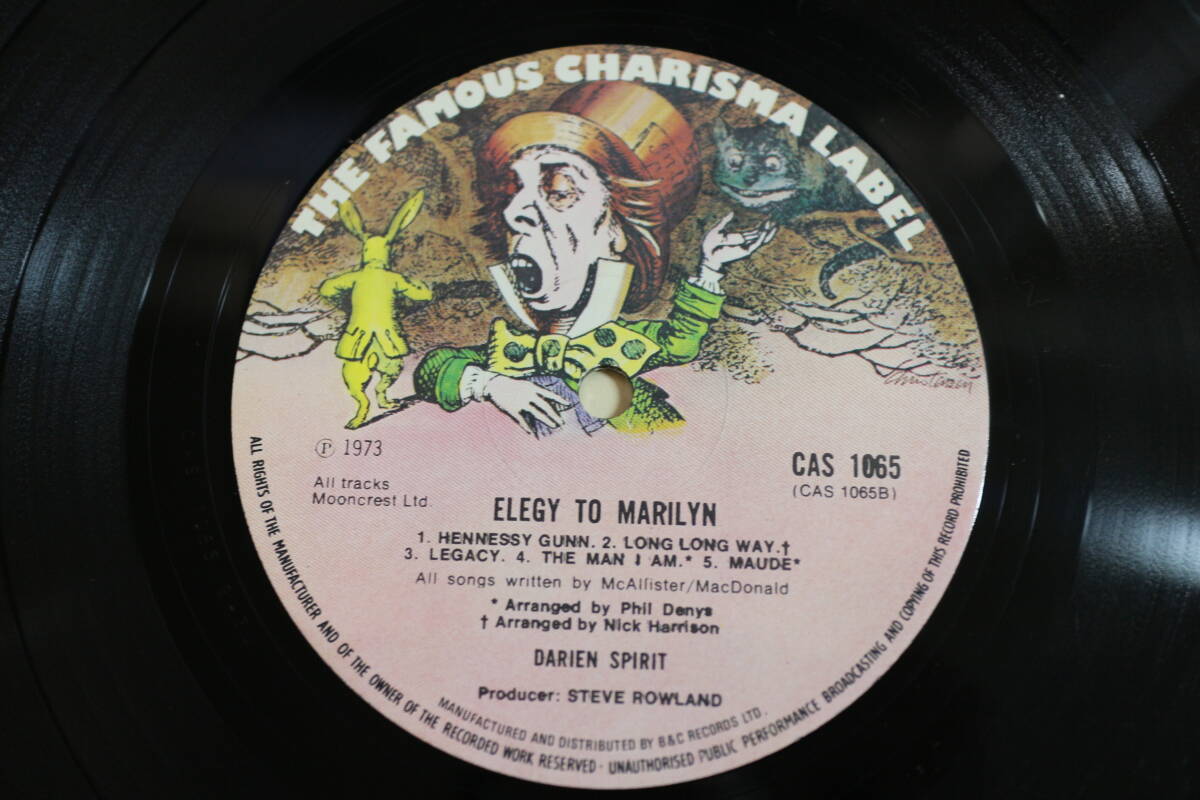 THE FAMOUS CHARISMA LABEL
Christensen
℗ 1973
All tracks
Mooncrest Ltd.
CAS 1065
(CAS 1065B)
ELEGY TO MARILYN
1. HENNESSY GUNN. 2. LONG LONG WAY.†
3. LEGACY. 4. THE MAN I AM.* 5. MAUDE*
All songs written by McAllister/MacDonald
* Arranged by Phil Denys
† Arranged by Nick Harrison
DARIEN SPIRIT
Producer: STEVE ROWLAND
MANUFACTURED AND DISTRIBUTED BY B&C RECORDS LTD.
ALL RIGHTS OF THE MANUFACTURER AND OF THE OWNER OF THE RECORDED WORK RESERVED · UNAUTHORISED PUBLIC PERFORMANCE BROADCASTING AND COPYING OF THIS RECORD PROHIBITED